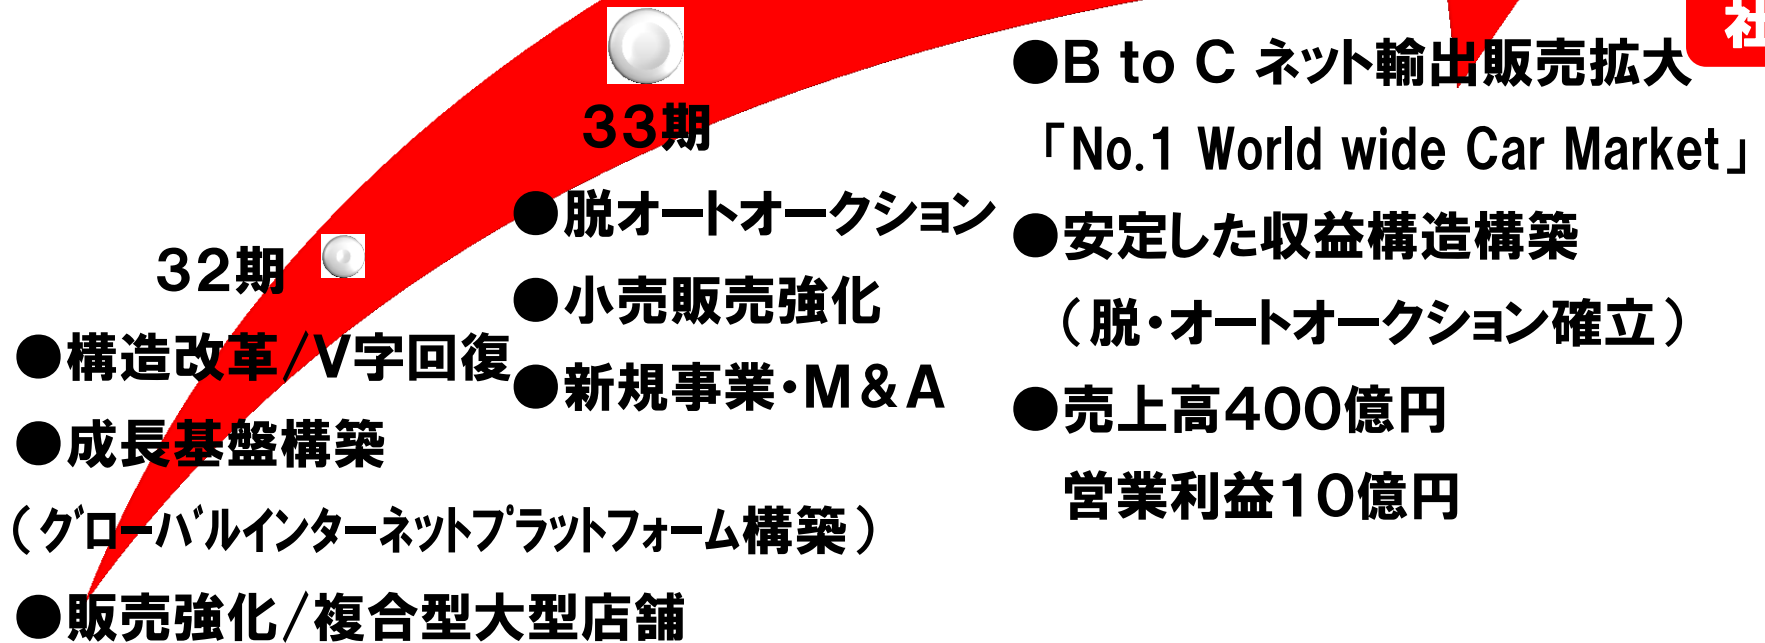 32期
●構造改革/V字回復
●成長基盤構築
(グローバルインターネットプラットフォーム構築)
●販売強化/複合型大型店舗
33期
●脱オートオークション
●小売販売強化
●新規事業・M&A
●B to C ネット輸出販売拡大
「No.1 World wide Car Market」
●安定した収益構造構築
(脱・オートオークション確立)
●売上高400億円
営業利益10億円